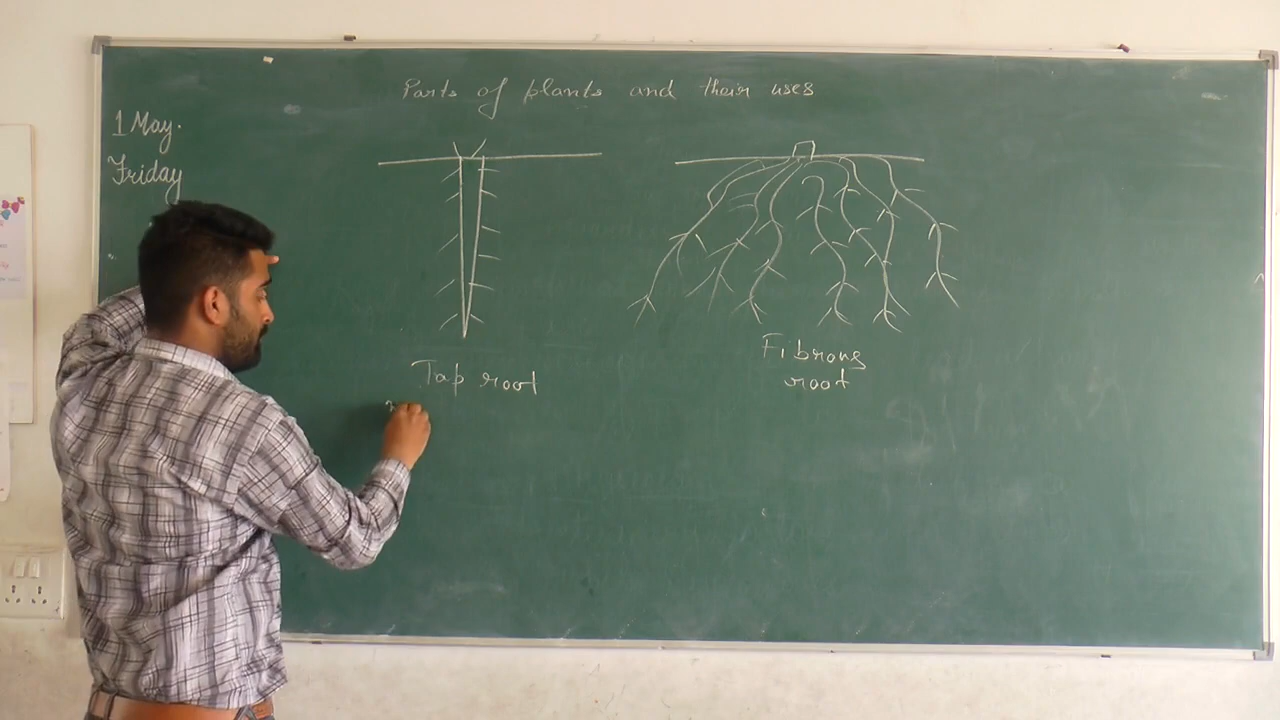 Parts of plants and their uses
1 May.
Friday
Tap root
Fibrous
root